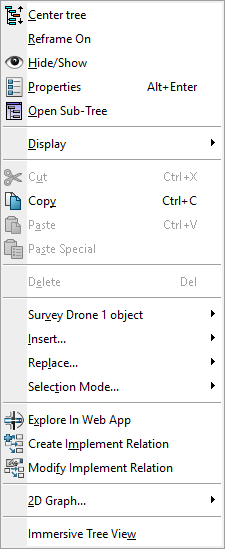 Center tree
Reframe On
Hide/Show
Properties Alt+Enter
Open Sub-Tree
Display
Cut Ctrl+X
Copy Ctrl+C
Paste Ctrl+V
Paste Special
Delete Del
Survey Drone 1 object
Insert...
Replace...
Selection Mode...
Explore In Web App
Create Implement Relation
Modify Implement Relation
2D Graph...
Immersive Tree View